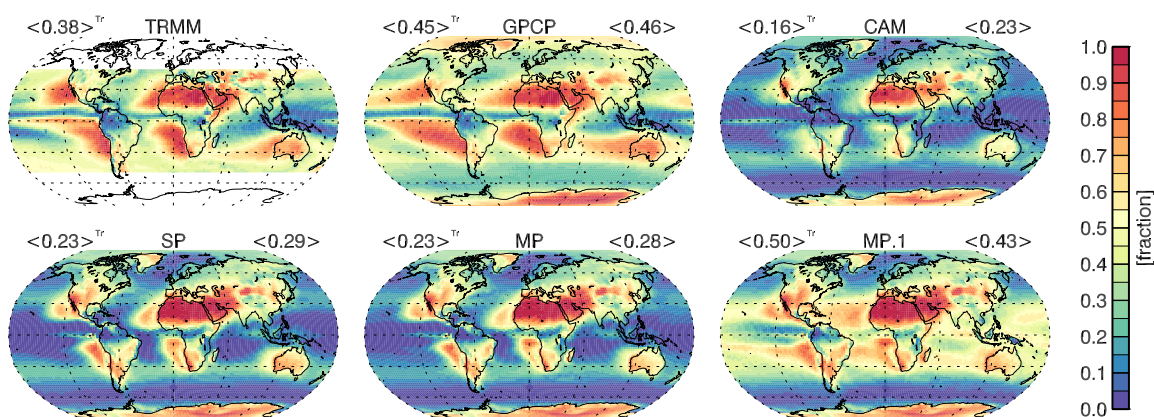 <0.38> Tr TRMM
<0.45> Tr GPCP <0.46>
<0.16> Tr CAM <0.23>
<0.23> Tr SP <0.29>
<0.23> Tr MP <0.28>
<0.50> Tr MP.1 <0.43>
1.0
0.9
0.8
0.7
0.6
0.5
0.4
0.3
0.2
0.1
0.0
[fraction]